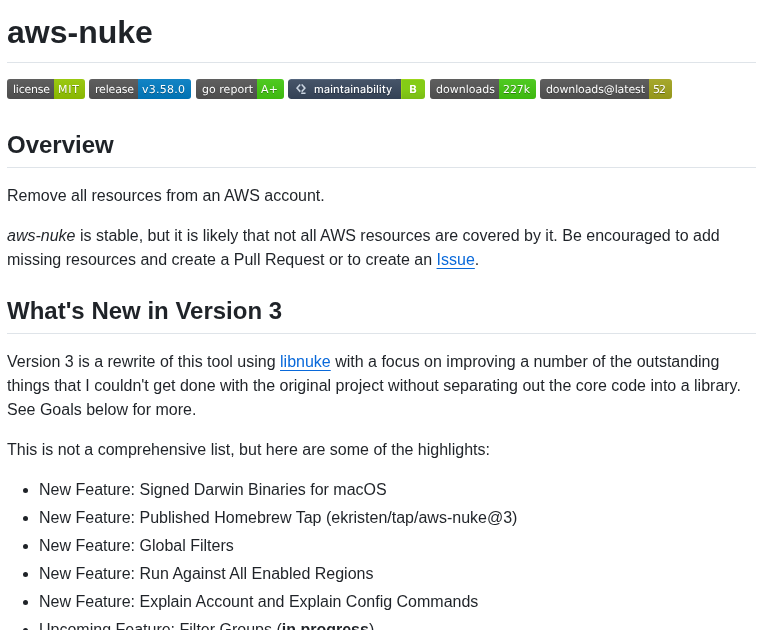 aws-nuke
license MIT release v3.58.0 go report A+ maintainability B downloads 227k downloads@latest 52
Overview
Remove all resources from an AWS account.
aws-nuke is stable, but it is likely that not all AWS resources are covered by it. Be encouraged to add
missing resources and create a Pull Request or to create an Issue.
What's New in Version 3
Version 3 is a rewrite of this tool using libnuke with a focus on improving a number of the outstanding
things that I couldn't get done with the original project without separating out the core code into a library.
See Goals below for more.
This is not a comprehensive list, but here are some of the highlights:
• New Feature: Signed Darwin Binaries for macOS
• New Feature: Published Homebrew Tap (ekristen/tap/aws-nuke@3)
• New Feature: Global Filters
• New Feature: Run Against All Enabled Regions
• New Feature: Explain Account and Explain Config Commands
• Upcoming Feature: Filter Groups (in progress)